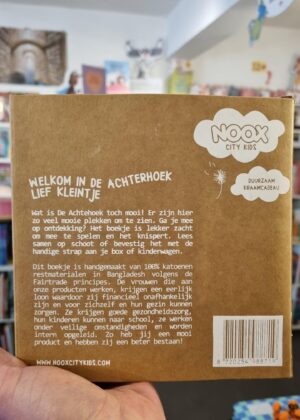 NOOX
CITY KIDS
DUURZAAM
KRAAMCADEAU
WELKOM IN DE ACHTERHOEK
LIEF KLEINTJE
Wat is De Achterhoek toch mooi! Er zijn hier
zo veel mooie plekken om te zien. Ga je mee
op ontdekking? Het boekje is lekker zacht
om mee te spelen en het knispert. Lees
samen op schoot of bevestig het met de
handige strap aan je box of kinderwagen.
Dit boekje is handgemaakt van 100% katoenen
restmaterialen in Bangladesh volgens de
Fairtrade principes. De vrouwen die aan
onze producten werken, krijgen een eerlijk
loon waardoor zij financieel onafhankelijk
zijn en voor zichzelf en hun gezin kunnen
zorgen. Ze krijgen goede gezondheidszorg,
hun kinderen kunnen naar school, ze werken
onder veilige omstandigheden en worden
intern opgeleid. Zo heb jij een mooi
product en hebben zij een beter bestaan!
WWW.NOOXCITYKIDS.COM